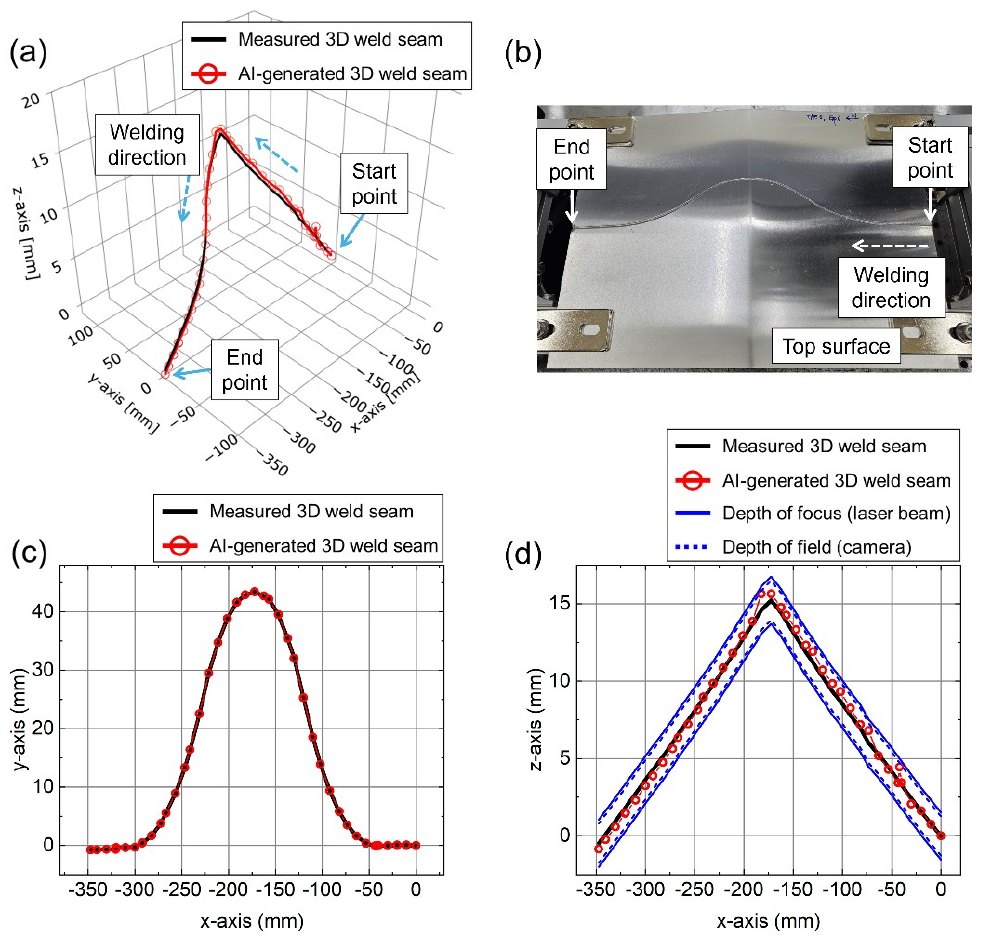 (a)
Measured 3D weld seam
AI-generated 3D weld seam
Welding
direction
Start
point
End
point
z-axis [mm]
20
15
10
5
0
y-axis [mm]
100
50
0
−50
−100
x-axis [mm]
0
−50
−100
−150
−200
−250
−300
−350
(b)
End
point
Start
point
Welding
direction
Top surface
(c)
Measured 3D weld seam
AI-generated 3D weld seam
y-axis (mm)
40
30
20
10
0
-350 -300 -250 -200 -150 -100 -50 0
x-axis (mm)
(d)
Measured 3D weld seam
AI-generated 3D weld seam
Depth of focus (laser beam)
Depth of field (camera)
z-axis (mm)
15
10
5
0
-350 -300 -250 -200 -150 -100 -50 0
x-axis (mm)